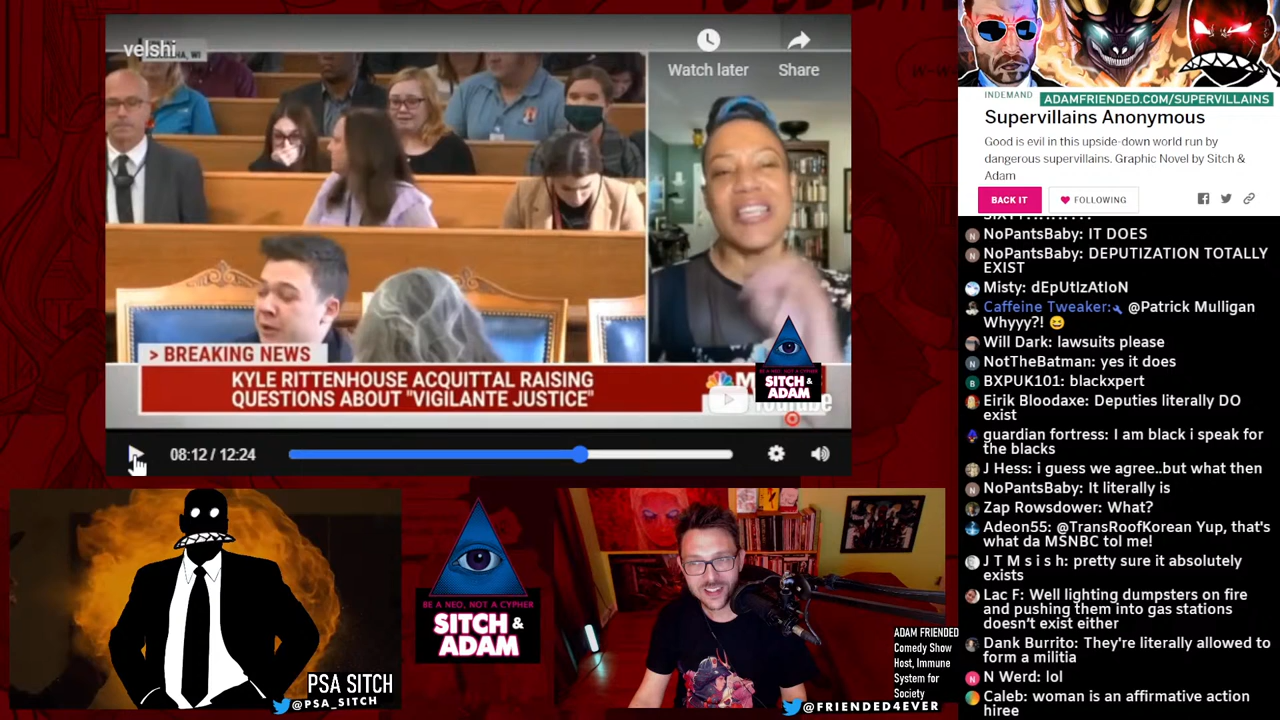 velshi
Watch later
Share
> BREAKING NEWS
KYLE RITTENHOUSE ACQUITTAL RAISING
QUESTIONS ABOUT "VIGILANTE JUSTICE"
BE A NEO, NOT A CYPHER
SITCH &
ADAM
08:12 / 12:24
PSA SITCH
@PSA_SITCH
BE A NEO, NOT A CYPHER
SITCH &
ADAM
ADAM FRIENDED
Comedy Show
Host, Immune
System for
Society
@FRIENDED4EVER
INDEMAND
ADAMFRIENDED.COM/SUPERVILLAINS
Supervillains Anonymous
Good is evil in this upside-down world run by
dangerous supervillains. Graphic Novel by Sitch &
Adam
BACK IT
FOLLOWING
NoPantsBaby: IT DOES
NoPantsBaby: DEPUTIZATION TOTALLY
EXIST
Misty: dEpUtIzAtIoN
Caffeine Tweaker: @Patrick Mulligan
Whyyy?! 😆
Will Dark: lawsuits please
NotTheBatman: yes it does
BXPUK101: blackxpert
Eirik Bloodaxe: Deputies literally DO
exist
guardian fortress: I am black i speak for
the blacks
J Hess: i guess we agree..but what then
NoPantsBaby: It literally is
Zap Rowsdower: What?
Adeon55: @TransRoofKorean Yup, that's
what da MSNBC tol me!
J T M s i s h: pretty sure it absolutely
exists
Lac F: Well lighting dumpsters on fire
and pushing them into gas stations
doesn't exist either
Dank Burrito: They're literally allowed to
form a militia
N Werd: lol
Caleb: woman is an affirmative action
hiree